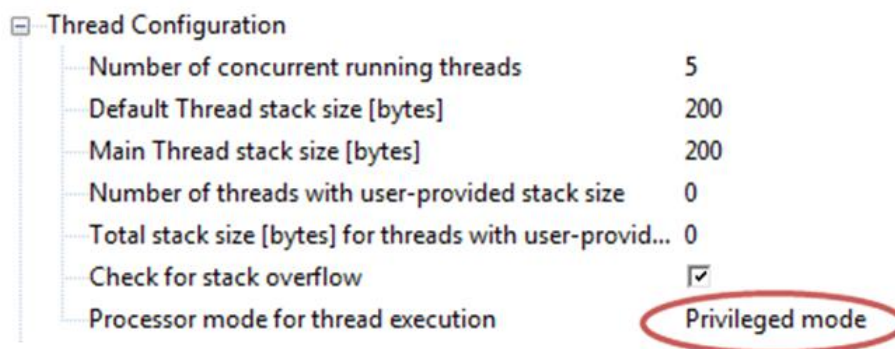 Thread Configuration
Number of concurrent running threads 5
Default Thread stack size [bytes] 200
Main Thread stack size [bytes] 200
Number of threads with user-provided stack size 0
Total stack size [bytes] for threads with user-provid... 0
Check for stack overflow
Processor mode for thread execution Privileged mode